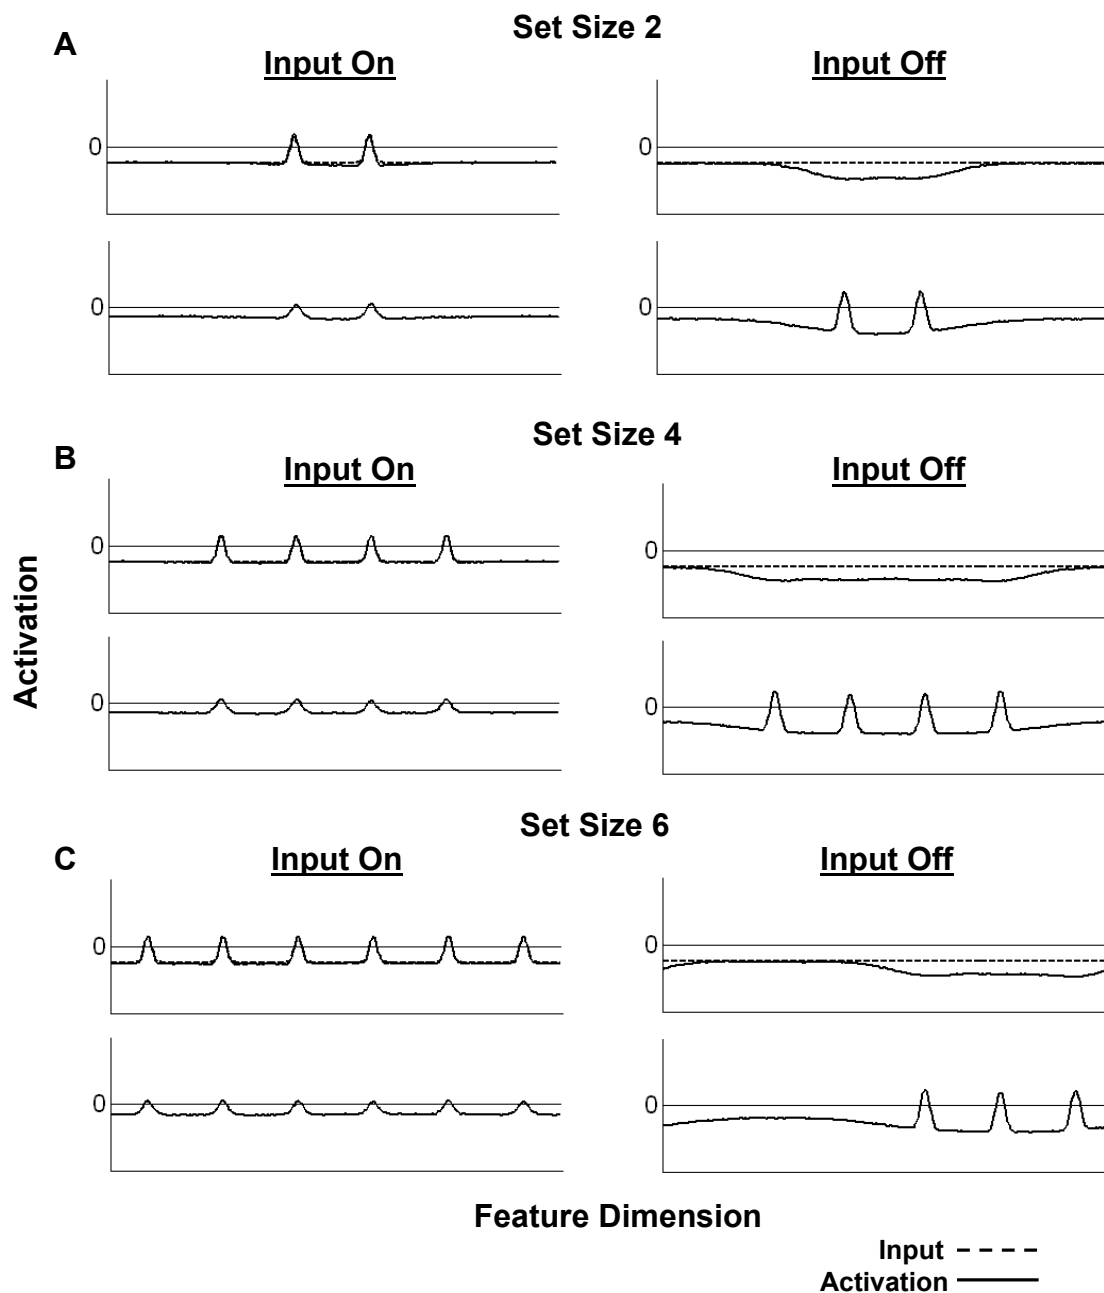 Set Size 2
A
Input On
Input Off
0
0
0
0
Set Size 4
B
Input On
Input Off
0
0
0
0
Activation
Set Size 6
C
Input On
Input Off
0
0
0
0
Feature Dimension
Input
Activation